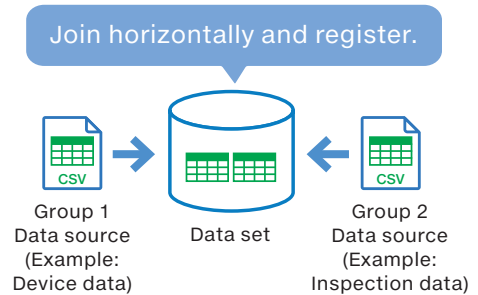 Join horizontally and register.
CSV
CSV
Group 1
Data source
(Example:
Device data)
Data set
Group 2
Data source
(Example:
Inspection data)